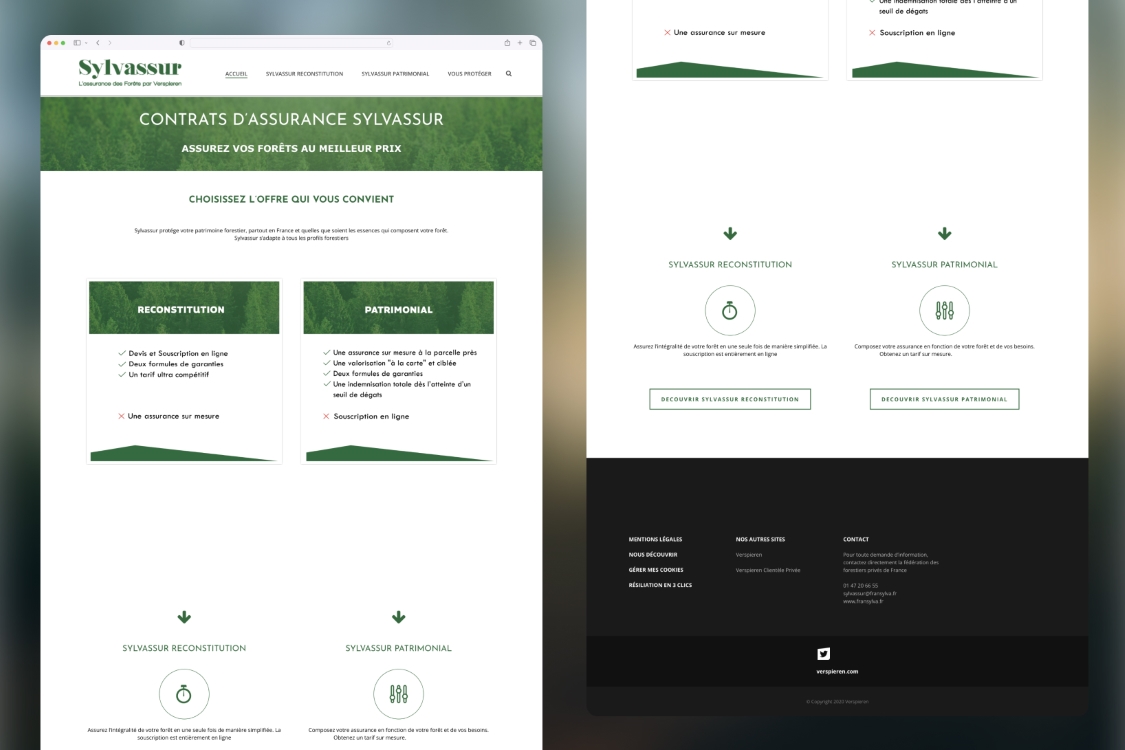 Sylvassur
L'assurance des Forêts par Verspieren
ACCUEIL
SYLVASSUR RECONSTITUTION
SYLVASSUR PATRIMONIAL
VOUS PROTÉGER
CONTRATS D'ASSURANCE SYLVASSUR
ASSUREZ VOS FORÊTS AU MEILLEUR PRIX
CHOISISSEZ L'OFFRE QUI VOUS CONVIENT
Sylvassur protège votre patrimoine forestier, partout en France et quelles que soient les essences qui composent votre forêt.
Sylvassur s'adapte à tous les profils forestiers
RECONSTITUTION
Devis et Souscription en ligne
Deux formules de garanties
Un tarif ultra compétitif
Une assurance sur mesure
PATRIMONIAL
Une assurance sur mesure à la parcelle près
Une valorisation "à la carte" et ciblée
Deux formules de garanties
Une indemnisation totale dès l'atteinte d'un
seuil de dégats
Souscription en ligne
SYLVASSUR RECONSTITUTION
Assurez l'intégralité de votre forêt en une seule fois de manière simplifiée. La
souscription est entièrement en ligne
SYLVASSUR PATRIMONIAL
Composez votre assurance en fonction de votre forêt et de vos besoins.
Obtenez un tarif sur mesure.
Une assurance sur mesure
Une indemnisation totale dès l'atteinte d'un
seuil de dégats
Souscription en ligne
SYLVASSUR RECONSTITUTION
Assurez l'intégralité de votre forêt en une seule fois de manière simplifiée. La
souscription est entièrement en ligne
DECOUVRIR SYLVASSUR RECONSTITUTION
SYLVASSUR PATRIMONIAL
Composez votre assurance en fonction de votre forêt et de vos besoins.
Obtenez un tarif sur mesure.
DECOUVRIR SYLVASSUR PATRIMONIAL
MENTIONS LÉGALES
NOUS DÉCOUVRIR
GÉRER MES COOKIES
RÉSILIATION EN 3 CLICS
NOS AUTRES SITES
Verspieren
Verspieren Clientèle Privée
CONTACT
Pour toute demande d'information,
contactez directement la fédération des
forestiers privés de France
01 47 20 66 55
sylvassur@fransylva.fr
www.fransylva.fr
verspieren.com
© Copyright 2023 Verspieren